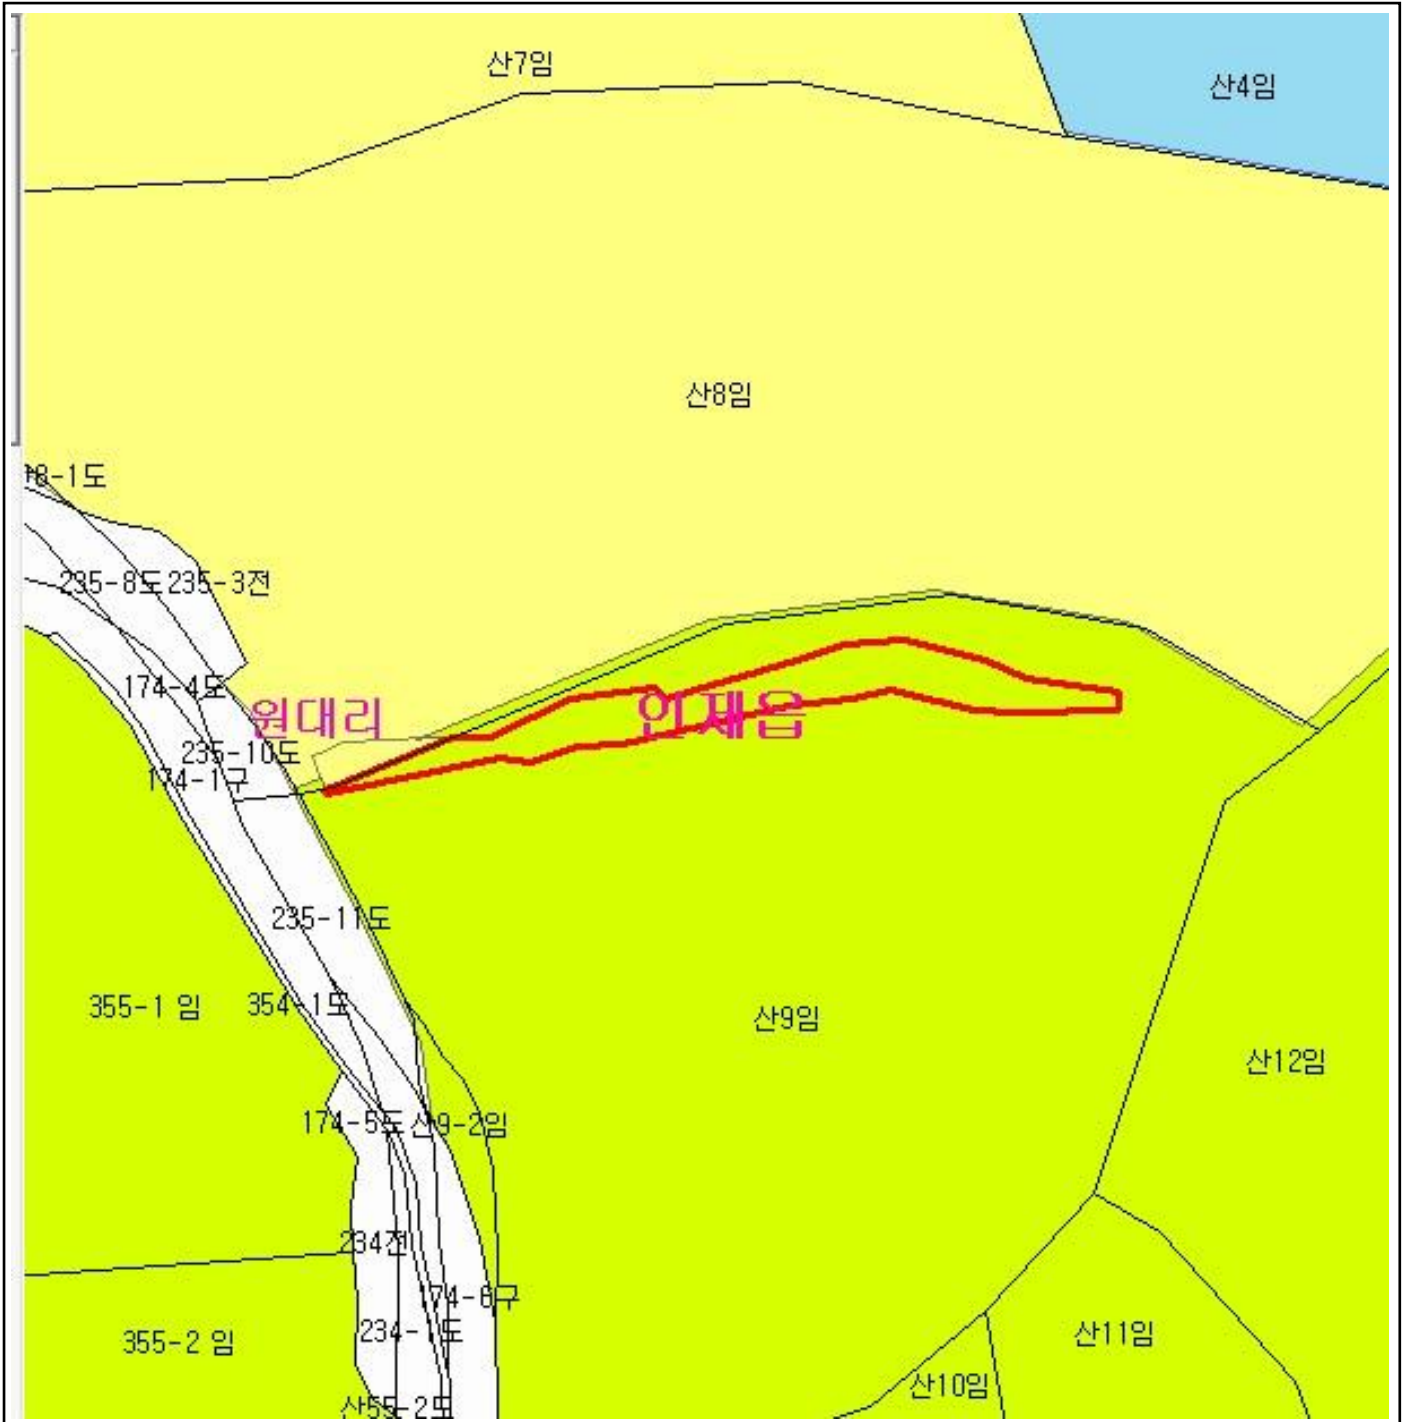 산7임
산4임
산8임
18-1도
235-8도
235-3전
174-4도
원대리
인제읍
235-10도
174-1구
235-11도
355-1 임
354-1도
산9임
산12임
174-5도
산9-2임
234전
174-6구
234-1도
355-2 임
산11임
산10임
산55-2도